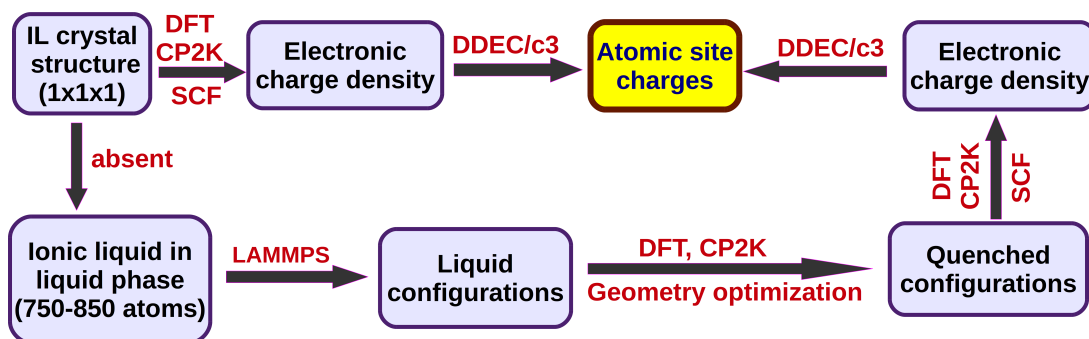 IL crystal
structure
(1x1x1)
DFT
CP2K
SCF
Electronic
charge density
DDEC/c3
Atomic site
charges
DDEC/c3
Electronic
charge density
absent
DFT
CP2K
SCF
Ionic liquid in
liquid phase
(750-850 atoms)
LAMMPS
Liquid
configurations
DFT, CP2K
Geometry optimization
Quenched
configurations